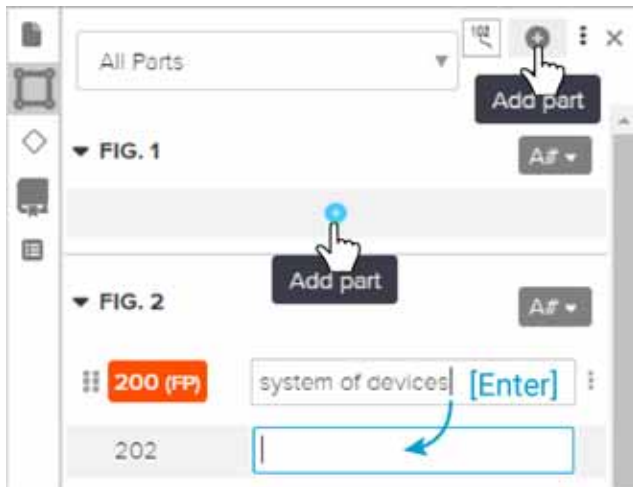 102
All Parts
Add part
FIG. 1
A#
Add part
FIG. 2
A#
200 (FP) system of devices [Enter]
202